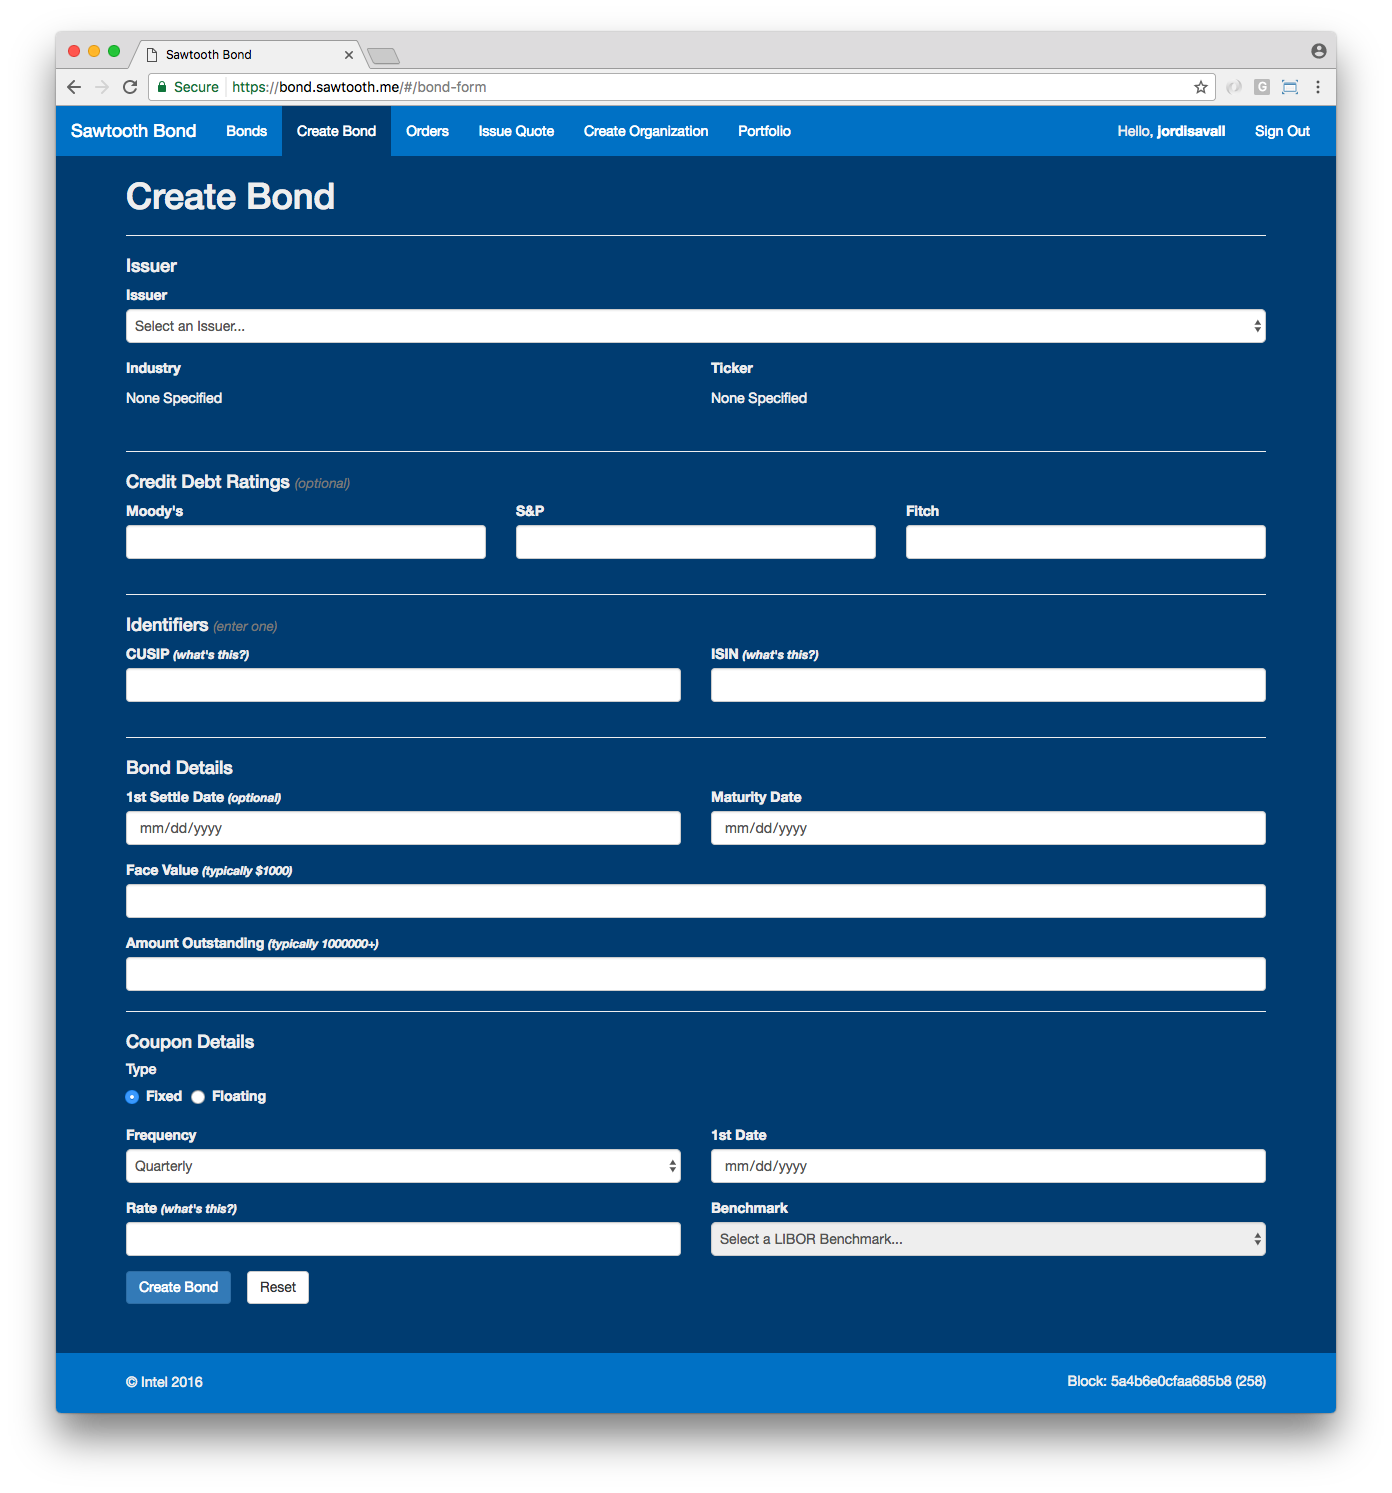 Sawtooth Bond
Secure https://bond.sawtooth.me/#/bond-form
Sawtooth Bond Bonds Create Bond Orders Issue Quote Create Organization Portfolio Hello, jordisavall Sign Out
Create Bond
Issuer
Issuer
Select an Issuer...
Industry Ticker
None Specified None Specified
Credit Debt Ratings (optional)
Moody's S&P Fitch
Identifiers (enter one)
CUSIP (what's this?) ISIN (what's this?)
Bond Details
1st Settle Date (optional) Maturity Date
mm/dd/yyyy mm/dd/yyyy
Face Value (typically $1000)
Amount Outstanding (typically 1000000+)
Coupon Details
Type
Fixed Floating
Frequency 1st Date
Quarterly mm/dd/yyyy
Rate (what's this?) Benchmark
Select a LIBOR Benchmark...
Create Bond Reset
© Intel 2016 Block: 5a4b6e0cfaa685b8 (258)